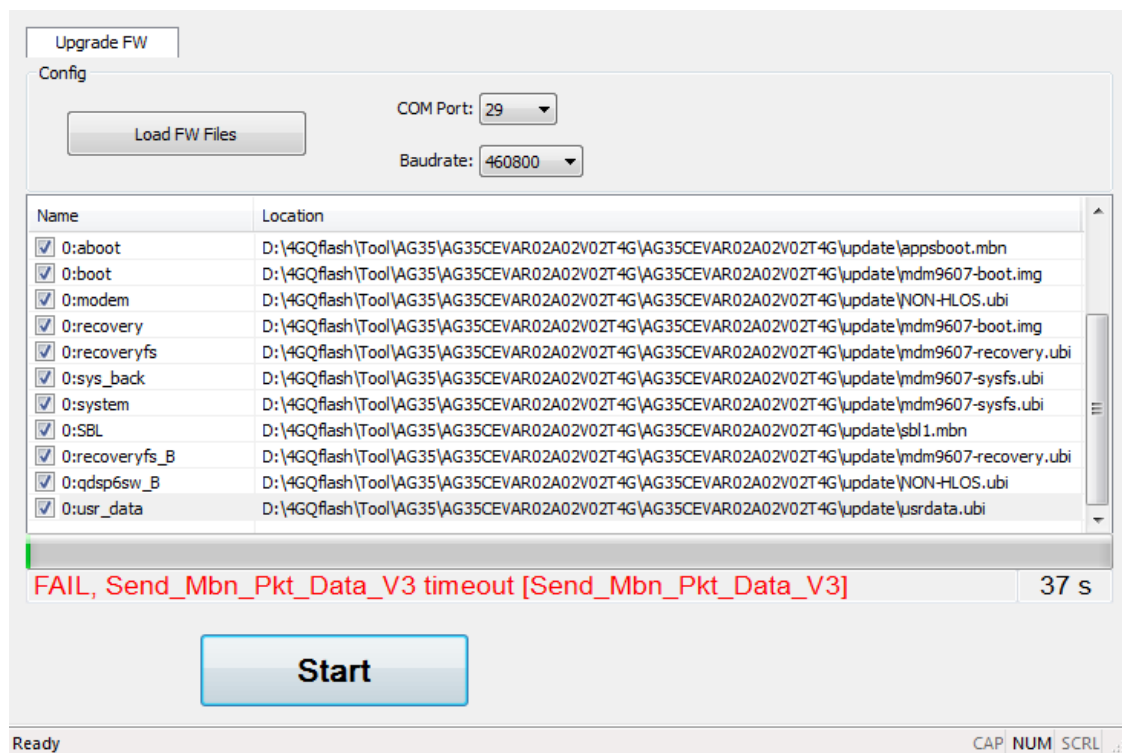 Upgrade FW
Config
Load FW Files
COM Port: 29
Baudrate: 460800
Name Location
0:aboot D:\4GQflash\Tool\AG35\AG35CEVAR02A02V02T4G\AG35CEVAR02A02V02T4G\update\appsboot.mbn
0:boot D:\4GQflash\Tool\AG35\AG35CEVAR02A02V02T4G\AG35CEVAR02A02V02T4G\update\mdm9607-boot.img
0:modem D:\4GQflash\Tool\AG35\AG35CEVAR02A02V02T4G\AG35CEVAR02A02V02T4G\update\NON-HLOS.ubi
0:recovery D:\4GQflash\Tool\AG35\AG35CEVAR02A02V02T4G\AG35CEVAR02A02V02T4G\update\mdm9607-boot.img
0:recoveryfs D:\4GQflash\Tool\AG35\AG35CEVAR02A02V02T4G\AG35CEVAR02A02V02T4G\update\mdm9607-recovery.ubi
0:sys_back D:\4GQflash\Tool\AG35\AG35CEVAR02A02V02T4G\AG35CEVAR02A02V02T4G\update\mdm9607-sysfs.ubi
0:system D:\4GQflash\Tool\AG35\AG35CEVAR02A02V02T4G\AG35CEVAR02A02V02T4G\update\mdm9607-sysfs.ubi
0:SBL D:\4GQflash\Tool\AG35\AG35CEVAR02A02V02T4G\AG35CEVAR02A02V02T4G\update\sbl1.mbn
0:recoveryfs_B D:\4GQflash\Tool\AG35\AG35CEVAR02A02V02T4G\AG35CEVAR02A02V02T4G\update\mdm9607-recovery.ubi
0:qdsp6sw_B D:\4GQflash\Tool\AG35\AG35CEVAR02A02V02T4G\AG35CEVAR02A02V02T4G\update\NON-HLOS.ubi
0:usr_data D:\4GQflash\Tool\AG35\AG35CEVAR02A02V02T4G\AG35CEVAR02A02V02T4G\update\usrdata.ubi
FAIL, Send_Mbn_Pkt_Data_V3 timeout [Send_Mbn_Pkt_Data_V3] 37 s
Start
Ready CAP NUM SCRL